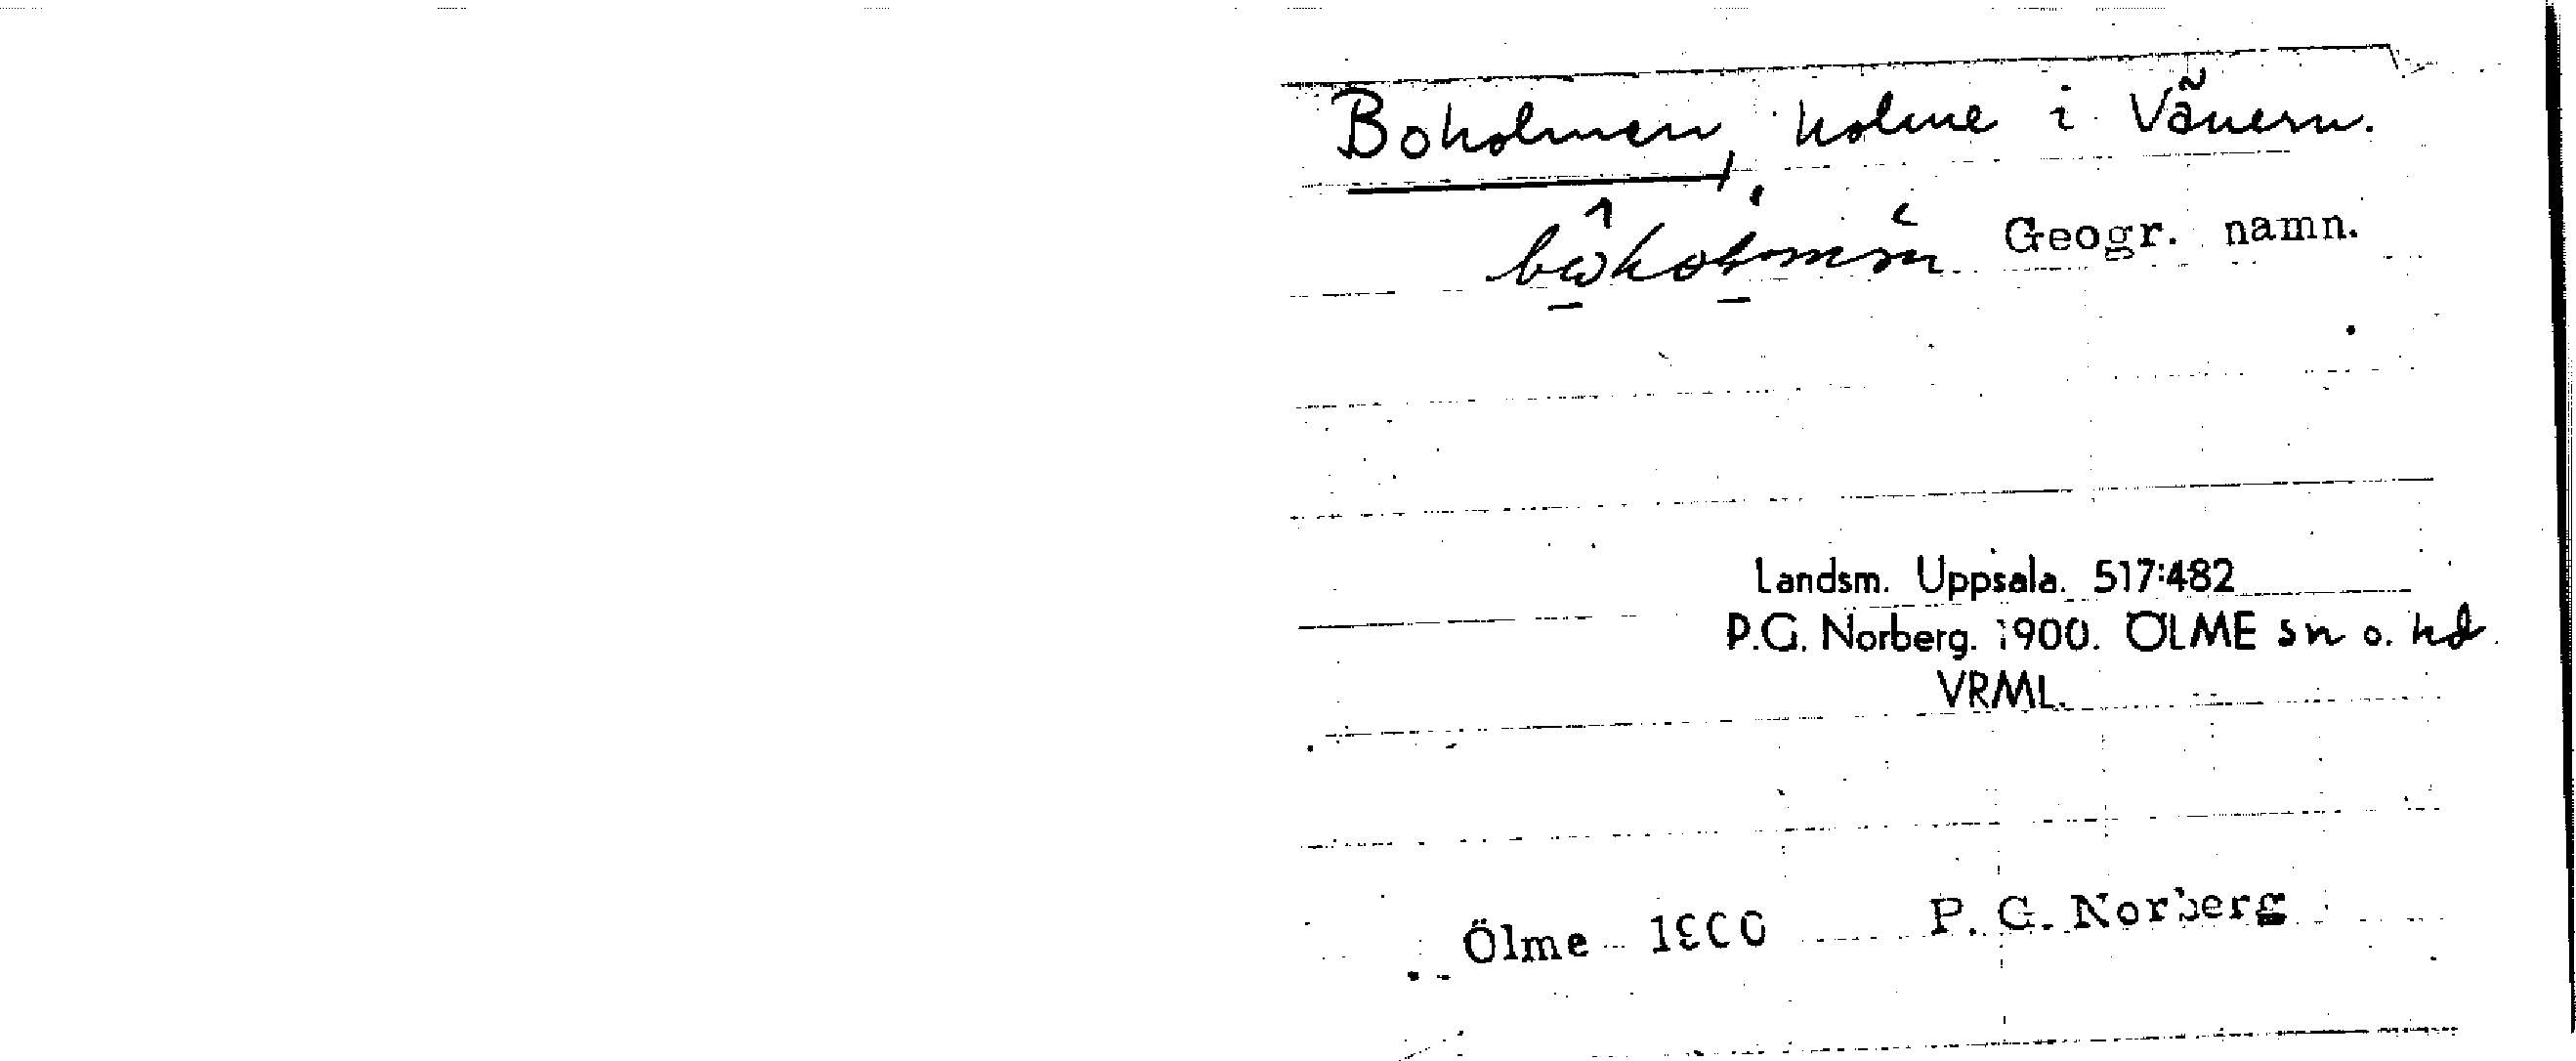 Boholmen, holme i Vänern.
Geogr. namn.
Landsm. Uppsala. 517:482
P.G. Norberg. 1900. ÖLME sn o. hd.
VRML.
Ölme 1900 P. G. Norberg